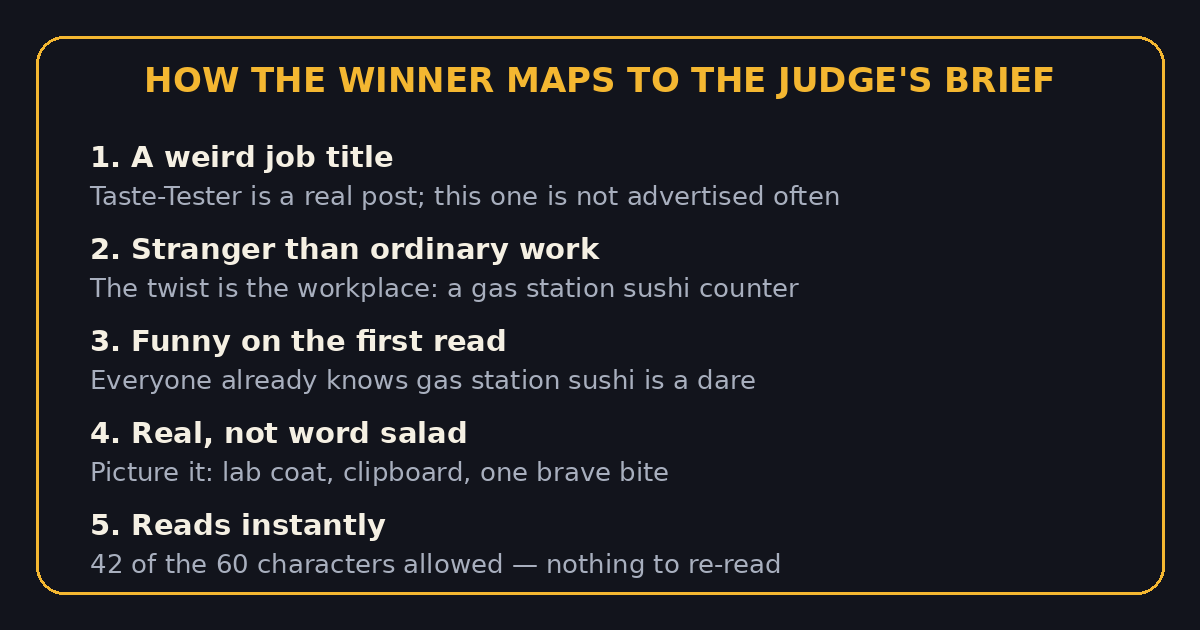 HOW THE WINNER MAPS TO THE JUDGE'S BRIEF
1. A weird job title
Taste-Tester is a real post; this one is not advertised often
2. Stranger than ordinary work
The twist is the workplace: a gas station sushi counter
3. Funny on the first read
Everyone already knows gas station sushi is a dare
4. Real, not word salad
Picture it: lab coat, clipboard, one brave bite
5. Reads instantly
42 of the 60 characters allowed — nothing to re-read